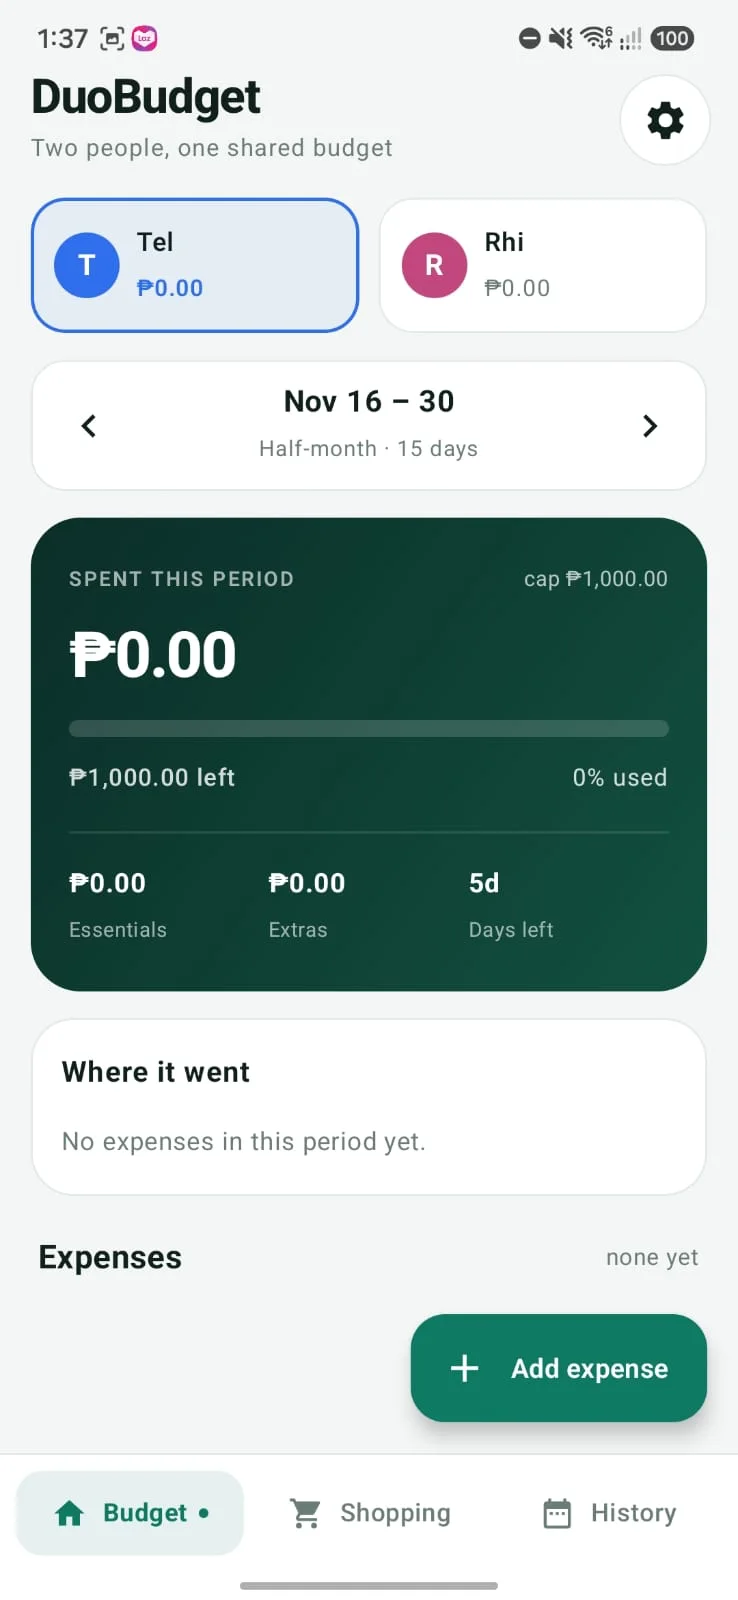 1:37
Loz
100
DuoBudget
Two people, one shared budget
T
Tel
₱0.00
R
Rhi
₱0.00
Nov 16 – 30
Half-month · 15 days
SPENT THIS PERIOD
cap ₱1,000.00
₱0.00
₱1,000.00 left
0% used
₱0.00
Essentials
₱0.00
Extras
5d
Days left
Where it went
No expenses in this period yet.
Expenses
none yet
Add expense
Budget •
Shopping
History